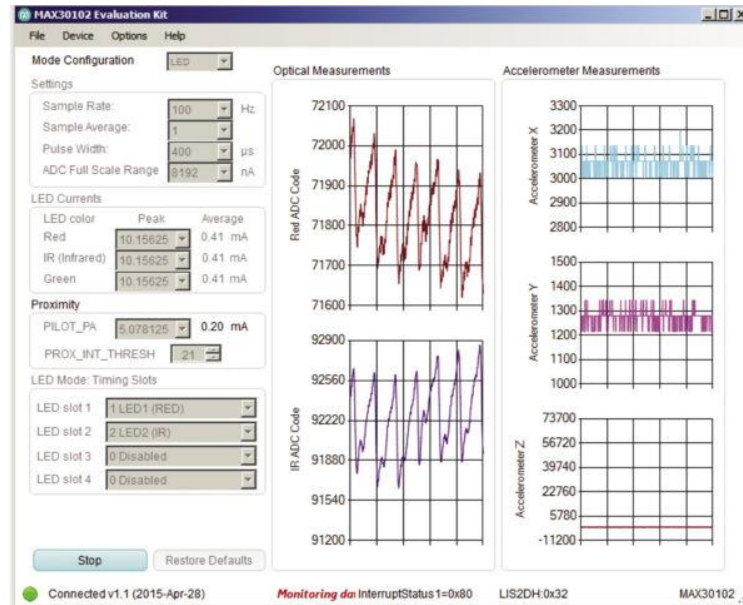 MAX30102 Evaluation Kit
File Device Options Help
Mode Configuration LED
Settings
Sample Rate: 100 Hz
Sample Average: 1
Pulse Width: 400 µs
ADC Full Scale Range 8192 nA
LED Currents
LED color Peak Average
Red 10.15625 0.41 mA
IR (Infrared) 10.15625 0.41 mA
Green 10.15625 0.41 mA
Proximity
PILOT_PA 5.078125 0.20 mA
PROX_INT_THRESH 21
LED Mode: Timing Slots
LED slot 1 1 LED1 (RED)
LED slot 2 2 LED2 (IR)
LED slot 3 0 Disabled
LED slot 4 0 Disabled
Stop Restore Defaults
Optical Measurements
Red ADC Code
72100
72000
71900
71800
71700
71600
IR ADC Code
92900
92560
92220
91880
91540
91200
Accelerometer Measurements
Accelerometer X
3300
3200
3100
3000
2900
2800
Accelerometer Y
1500
1400
1300
1200
1100
1000
Accelerometer Z
73700
56720
39740
22760
5780
-11200
Connected v1.1 (2015-Apr-28) Monitoring da InterruptStatus1=0x80 LIS2DH:0x32 MAX30102